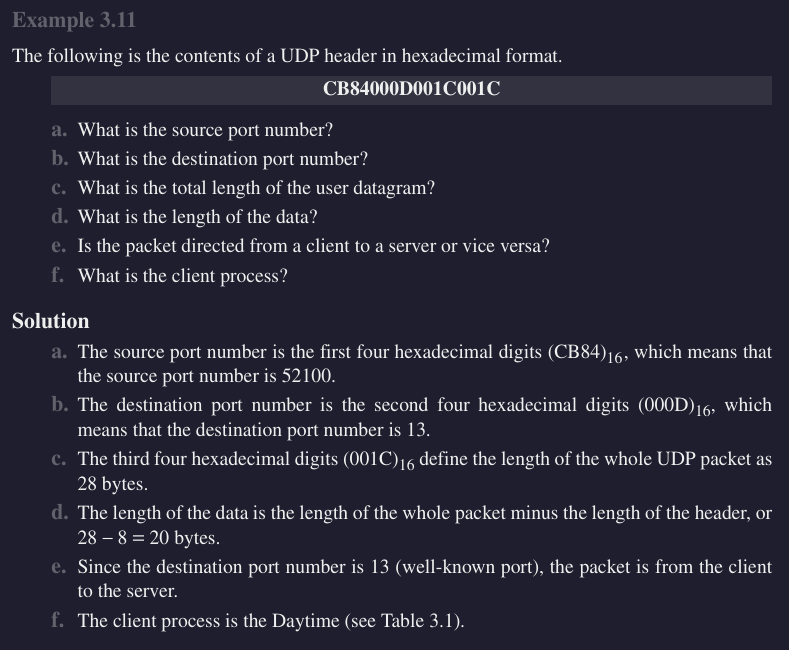 Example 3.11
The following is the contents of a UDP header in hexadecimal format.
CB84000D001C001C
a. What is the source port number?
b. What is the destination port number?
c. What is the total length of the user datagram?
d. What is the length of the data?
e. Is the packet directed from a client to a server or vice versa?
f. What is the client process?
Solution
a. The source port number is the first four hexadecimal digits (CB84)16, which means that
the source port number is 52100.
b. The destination port number is the second four hexadecimal digits (000D)16, which
means that the destination port number is 13.
c. The third four hexadecimal digits (001C)16 define the length of the whole UDP packet as
28 bytes.
d. The length of the data is the length of the whole packet minus the length of the header, or
28 – 8 = 20 bytes.
e. Since the destination port number is 13 (well-known port), the packet is from the client
to the server.
f. The client process is the Daytime (see Table 3.1).